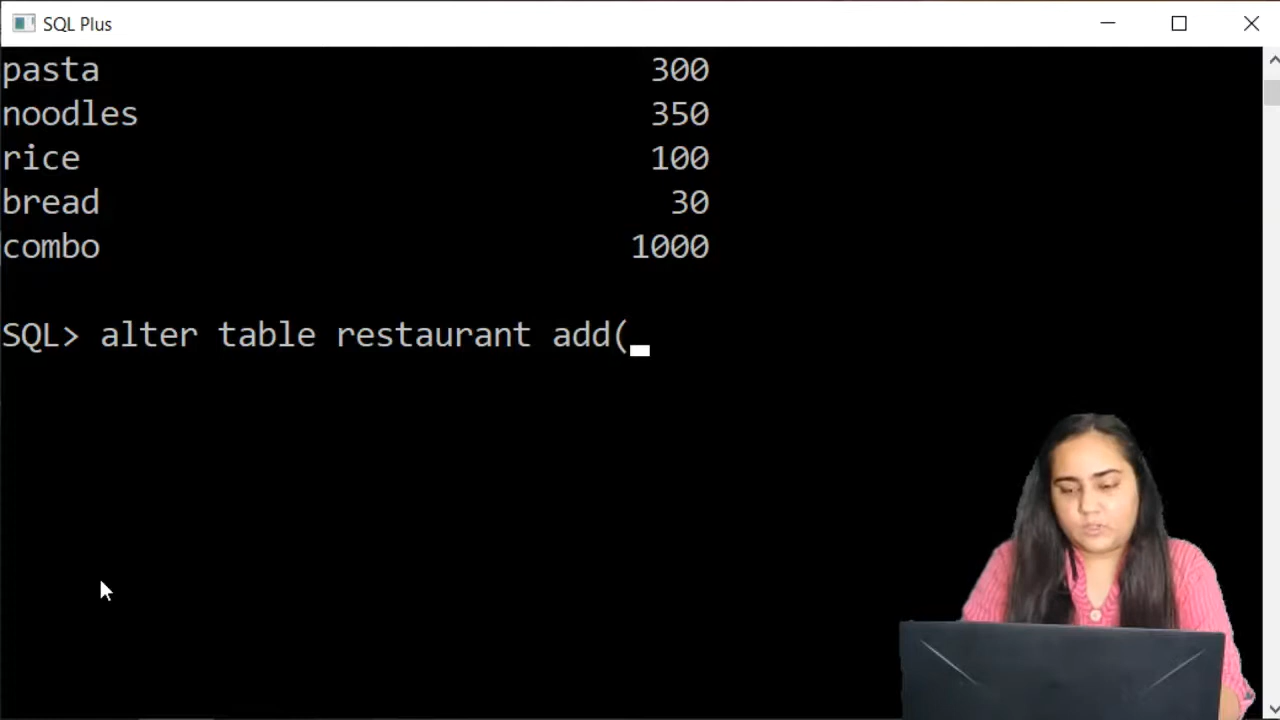 SQL Plus
pasta 300
noodles 350
rice 100
bread 30
combo 1000
SQL> alter table restaurant add(